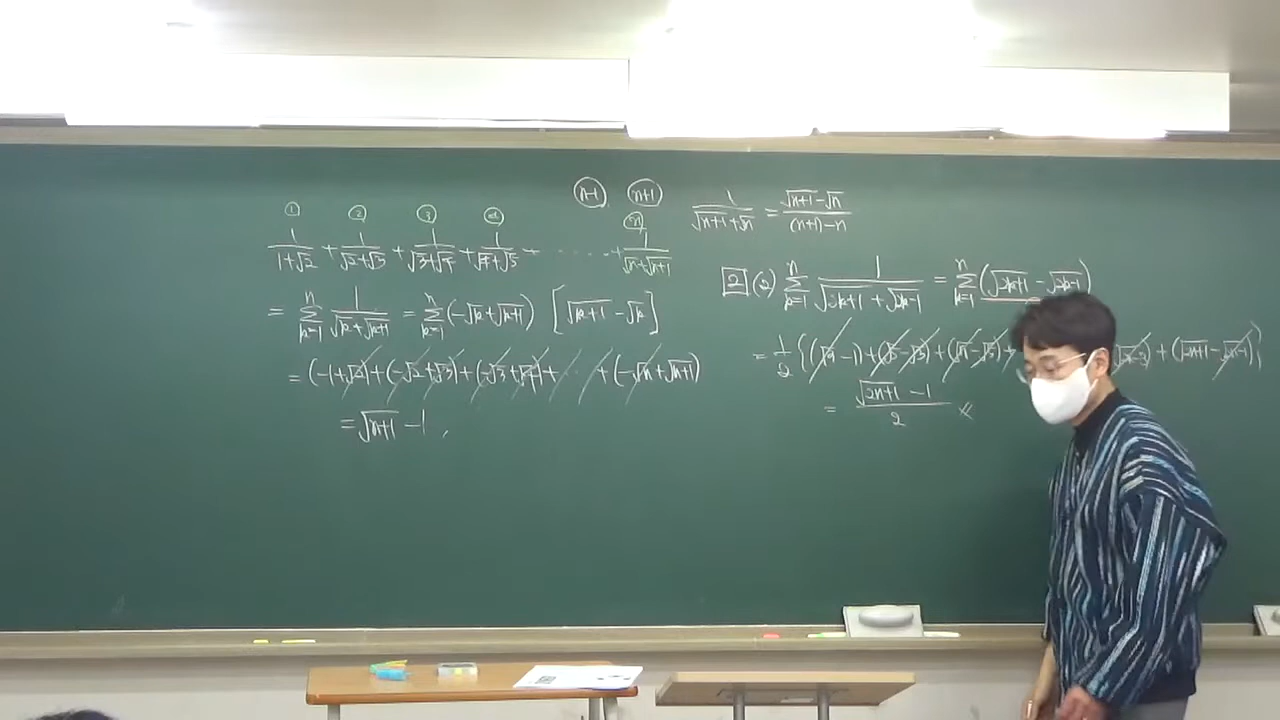 n-1 n+1
① ② ③ ④ ⓝ
1/(1+√2) + 1/(√2+√3) + 1/(√3+√4) + 1/(√4+√5) + ····· + 1/(√n+√n+1)
= Σ_{k=1}^{n} 1/(√k+√k+1) = Σ_{k=1}^{n} (-√k+√k+1) [√k+1 - √k]
= (-1+√2)+(-√2+√3)+(-√3+√4)+ ··· +(-√n+√n+1)
= √n+1 - 1,
1/(√n+1+√n) = (√n+1-√n)/((n+1)-n)
2 (2) Σ_{k=1}^{n} 1/(√2k+1 + √2k-1) = Σ_{k=1}^{n} (√2k+1 - √2k-1)
= 1/2 {(√3-1)+(√5-√3)+(√7-√5)+ + (√2n+1-√2n-1)}
= (√2n+1 - 1)/2